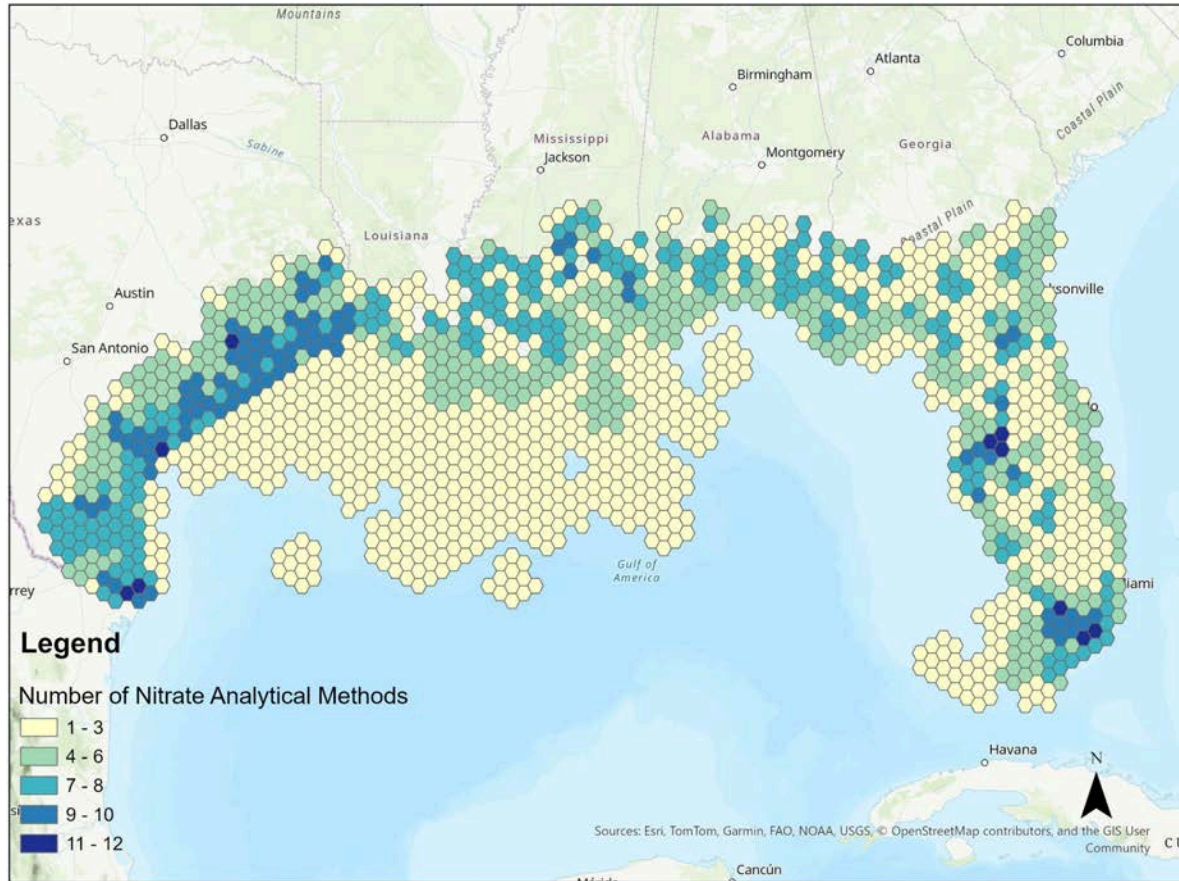 Mountains
Columbia
Atlanta
Birmingham
Dallas
Sabine
Coastal Plain
Mississippi
Alabama
Georgia
Jackson
Montgomery
exas
Louisiana
Coastal Plain
Austin
ksonville
San Antonio
Gulf of
America
rrey
iami
Legend
Number of Nitrate Analytical Methods
1 - 3
4 - 6
7 - 8
9 - 10
11 - 12
Havana
N
Sources: Esri, TomTom, Garmin, FAO, NOAA, USGS, © OpenStreetMap contributors, and the GIS User
Community
Cancún